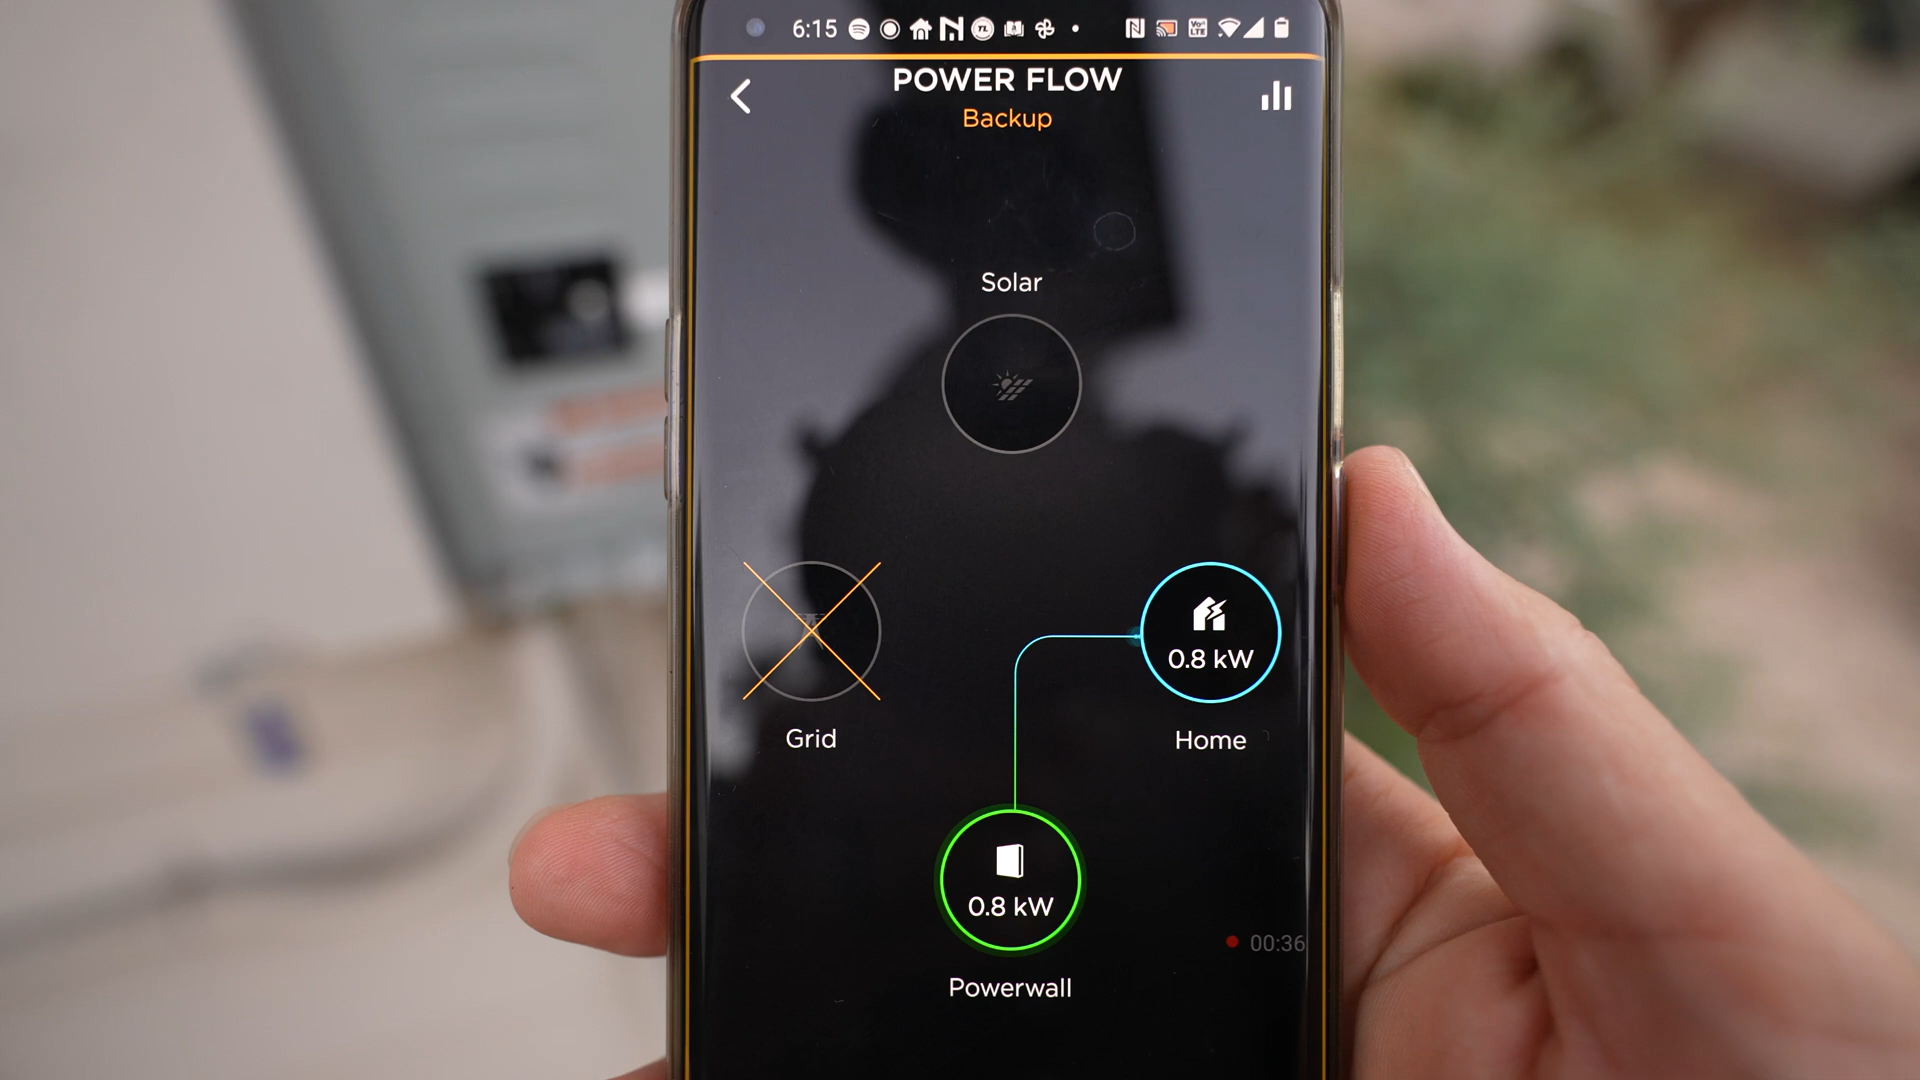 6:15
POWER FLOW
Backup
Solar
Grid
0.8 kW
Home
0.8 kW
00:36
Powerwall